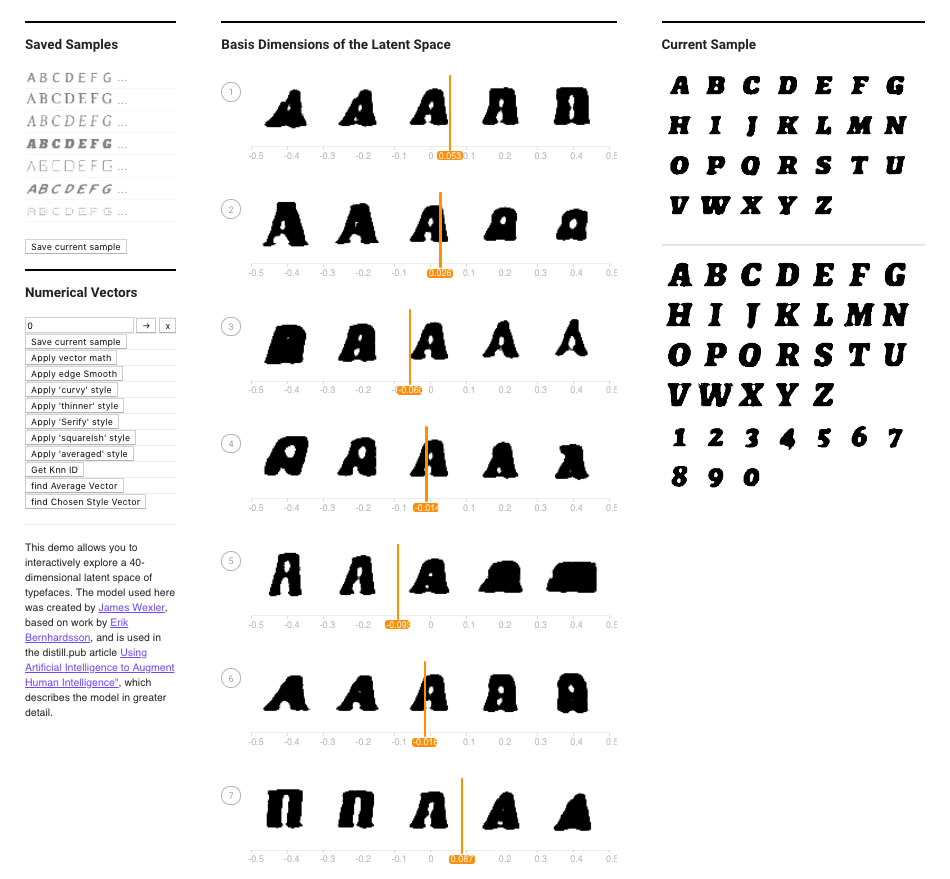 Saved Samples
A B C D E F G ...
A B C D E F G ...
A B C D E F G ...
A B C D E F G ...
A B C D E F G ...
A B C D E F G ...
A B C D E F G ...
Save current sample
Numerical Vectors
0 → x
Save current sample
Apply vector math
Apply edge Smooth
Apply 'curvy' style
Apply 'thinner' style
Apply 'Serify' style
Apply 'squareIsh' style
Apply 'averaged' style
Get Knn ID
find Average Vector
find Chosen Style Vector
This demo allows you to
interactively explore a 40-
dimensional latent space of
typefaces. The model used here
was created by James Wexler,
based on work by Erik
Bernhardsson, and is used in
the distill.pub article Using
Artificial Intelligence to Augment
Human Intelligence", which
describes the model in greater
detail.
Basis Dimensions of the Latent Space
1
A A A A A
-0.5 -0.4 -0.3 -0.2 -0.1 0 0.053 0.1 0.2 0.3 0.4 0.5
2
A A A a a
-0.5 -0.4 -0.3 -0.2 -0.1 0.026 0.1 0.2 0.3 0.4 0.5
3
A A A A A
-0.5 -0.4 -0.3 -0.2 -0.1 -0.060 0 0.1 0.2 0.3 0.4 0.5
4
A A A A a
-0.5 -0.4 -0.3 -0.2 -0.1 -0.014 0.1 0.2 0.3 0.4 0.5
5
A A A
-0.5 -0.4 -0.3 -0.2 0 0.1 0.2 0.3 0.4 0.5
6
A A A A A
-0.5 -0.4 -0.3 -0.2 -0.1 -0.018 0.1 0.2 0.3 0.4 0.5
7
A A A A A
-0.5 -0.4 -0.3 -0.2 -0.1 0 0.087 0.2 0.3 0.4 0.5
Current Sample
A B C D E F G
H I J K L M N
O P Q R S T U
V W X Y Z
A B C D E F G
H I J K L M N
O P Q R S T U
V W X Y Z
1 2 3 4 5 6 7
8 9 0